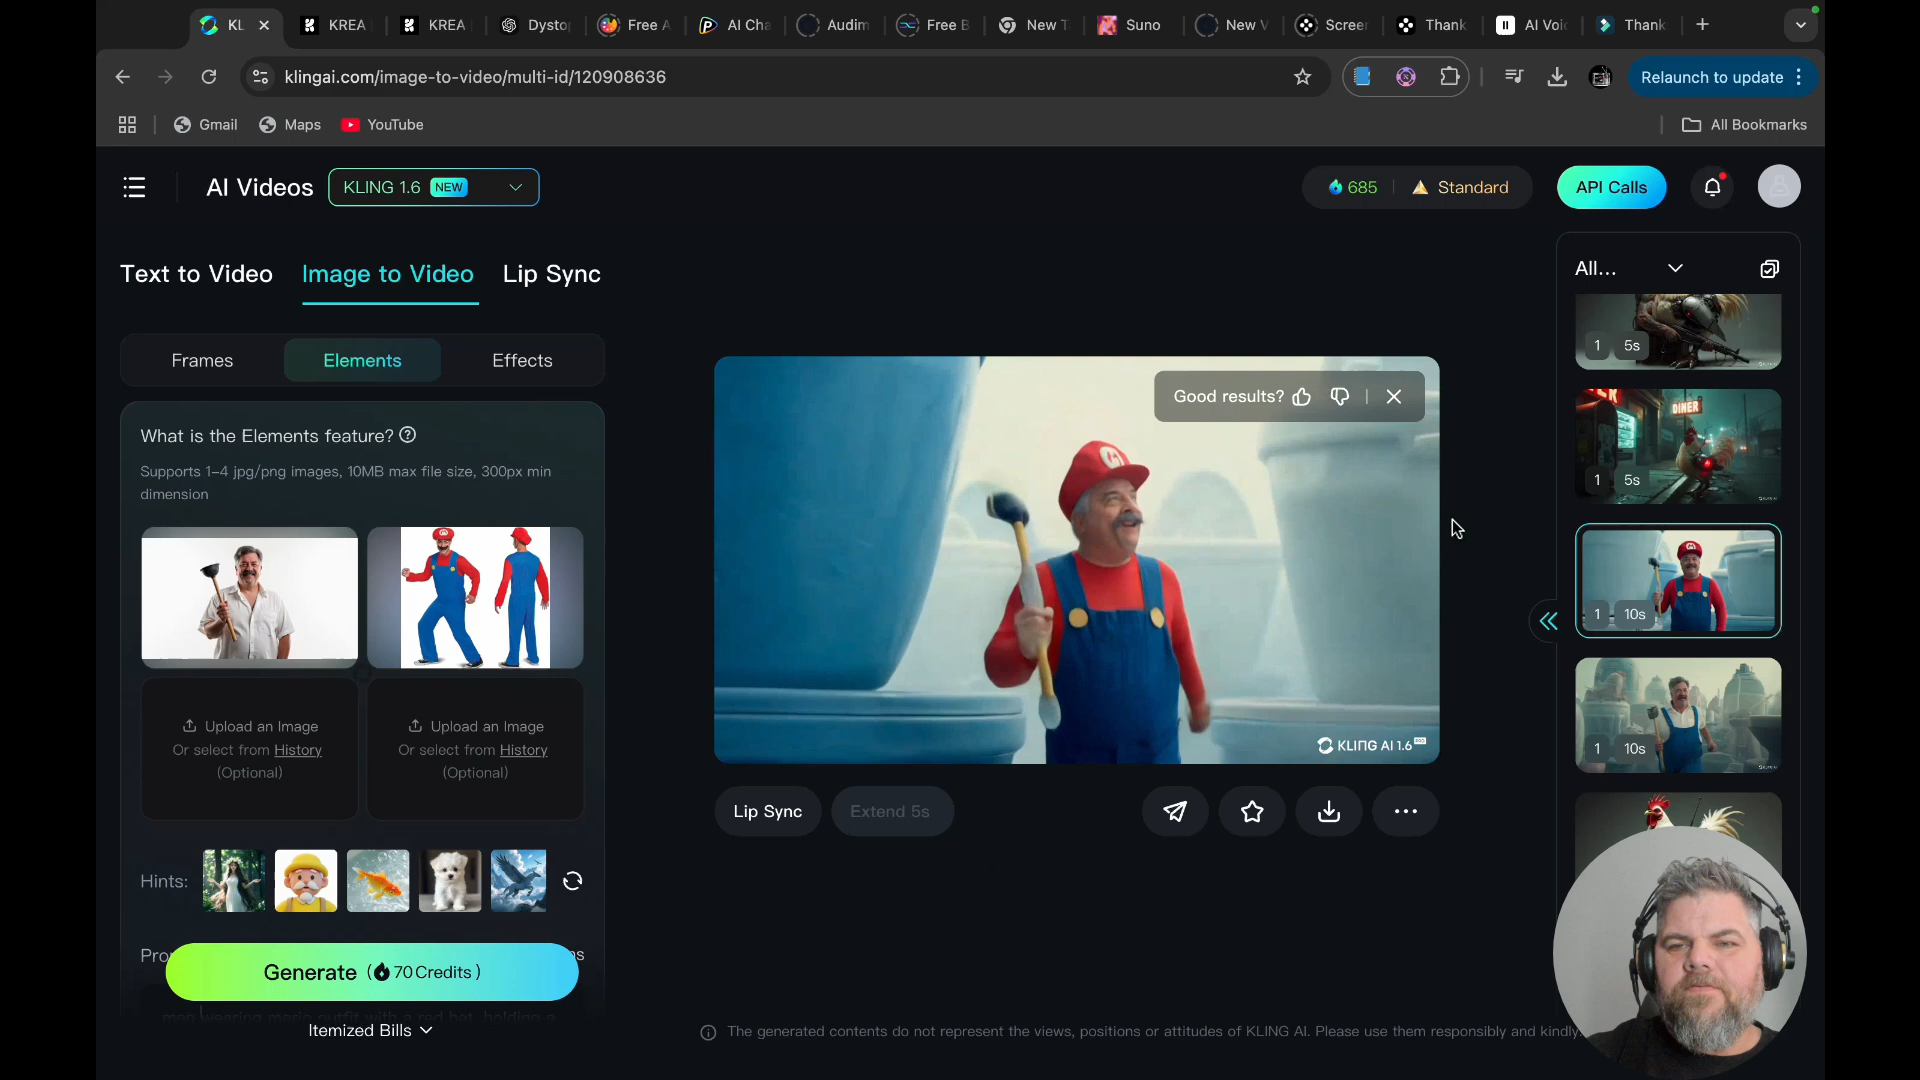 KL
KREA
KREA
Dysto
Free A
AI Cha
Audim
Free B
New T
Suno
New V
Screer
Thank
AI Voi
Thank
klingai.com/image-to-video/multi-id/120908636
Relaunch to update
Gmail
Maps
YouTube
All Bookmarks
AI Videos
KLING 1.6 NEW
685
Standard
API Calls
Text to Video
Image to Video
Lip Sync
All...
Frames
Elements
Effects
What is the Elements feature?
Supports 1–4 jpg/png images, 10MB max file size, 300px min
dimension
Upload an Image
Or select from History
(Optional)
Upload an Image
Or select from History
(Optional)
Hints:
Generate (70 Credits)
Itemized Bills
Good results?
KLING AI 1.6
Lip Sync
Extend 5s
1 5s
DINER
1 5s
1 10s
1 10s
The generated contents do not represent the views, positions or attitudes of KLING AI. Please use them responsibly and kindly.